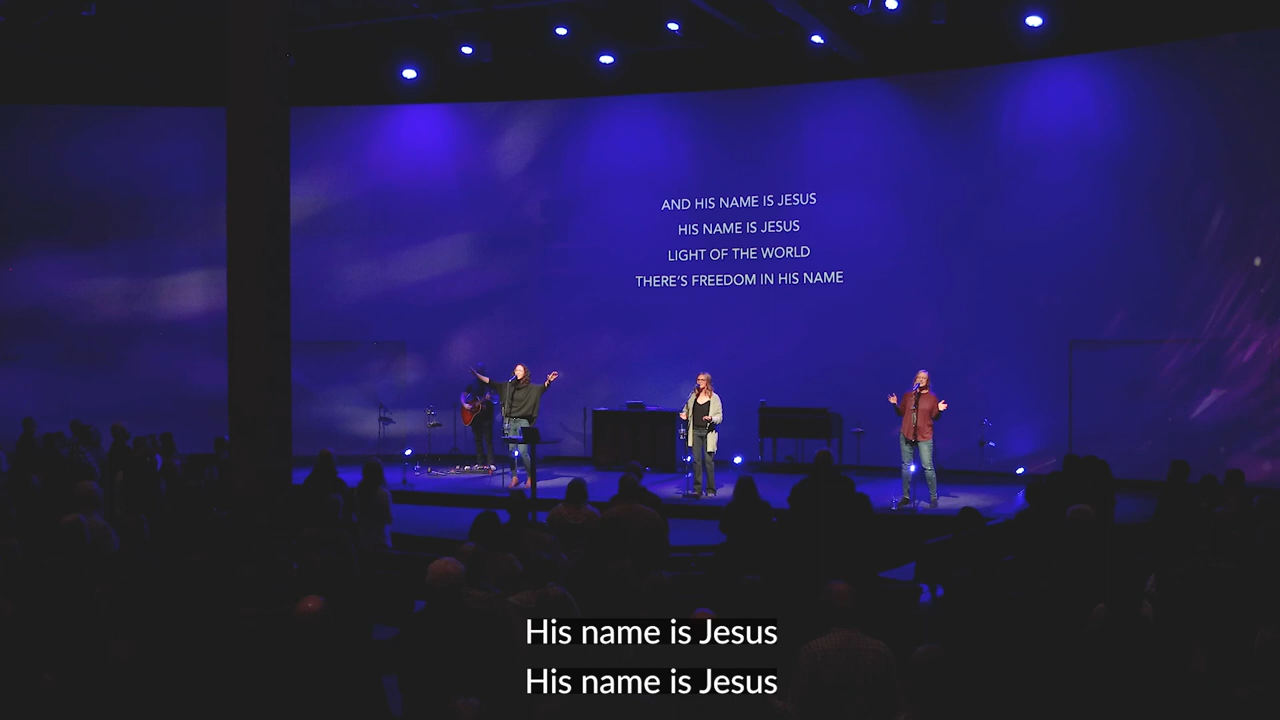 AND HIS NAME IS JESUS
HIS NAME IS JESUS
LIGHT OF THE WORLD
THERE'S FREEDOM IN HIS NAME
His name is Jesus
His name is Jesus